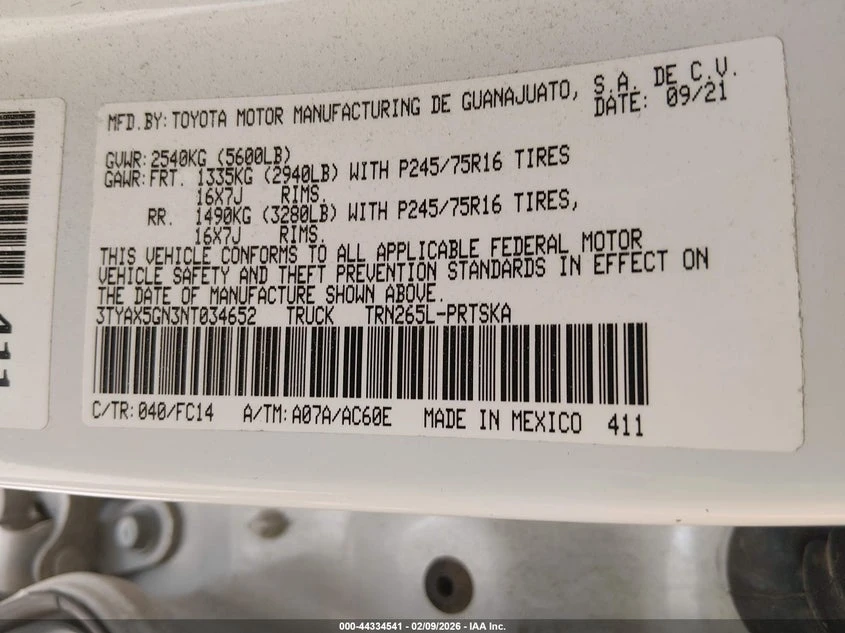 MFD.BY:TOYOTA MOTOR MANUFACTURING DE GUANAJUATO, S.A. DE C.V.
DATE: 09/21
GVWR:2540KG (5600LB)
GAWR:FRT. 1335KG (2940LB) WITH P245/75R16 TIRES
16X7J RIMS.
RR. 1490KG (3280LB) WITH P245/75R16 TIRES,
16X7J RIMS.
THIS VEHICLE CONFORMS TO ALL APPLICABLE FEDERAL MOTOR
VEHICLE SAFETY AND THEFT PREVENTION STANDARDS IN EFFECT ON
THE DATE OF MANUFACTURE SHOWN ABOVE.
3TYAX5GN3NT034652 TRUCK TRN265L-PRTSKA
C/TR:040/FC14 A/TM:A07A/AC60E MADE IN MEXICO 411
411
000-44334541 - 02/09/2026 - IAA Inc.